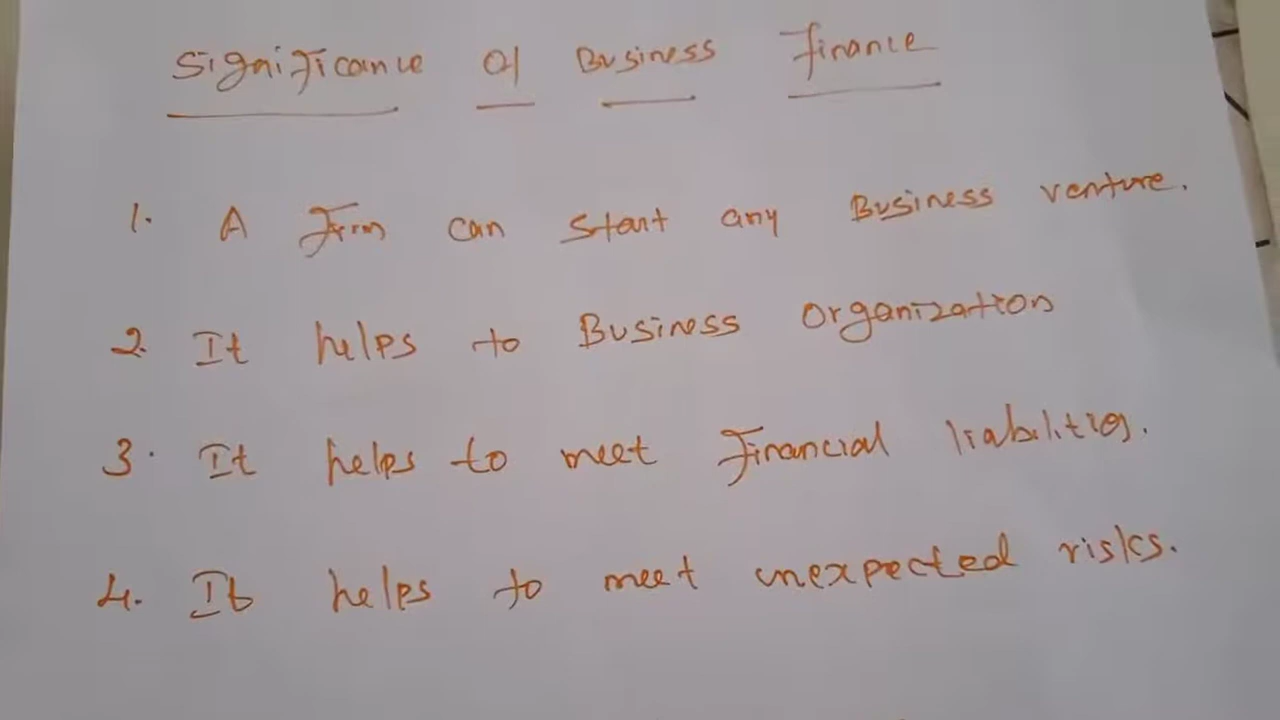 Significance of Business finance
1. A firm can start any Business venture.
2. It helps to Business Organization
3. It helps to meet financial liabilities.
4. It helps to meet unexpected risks.